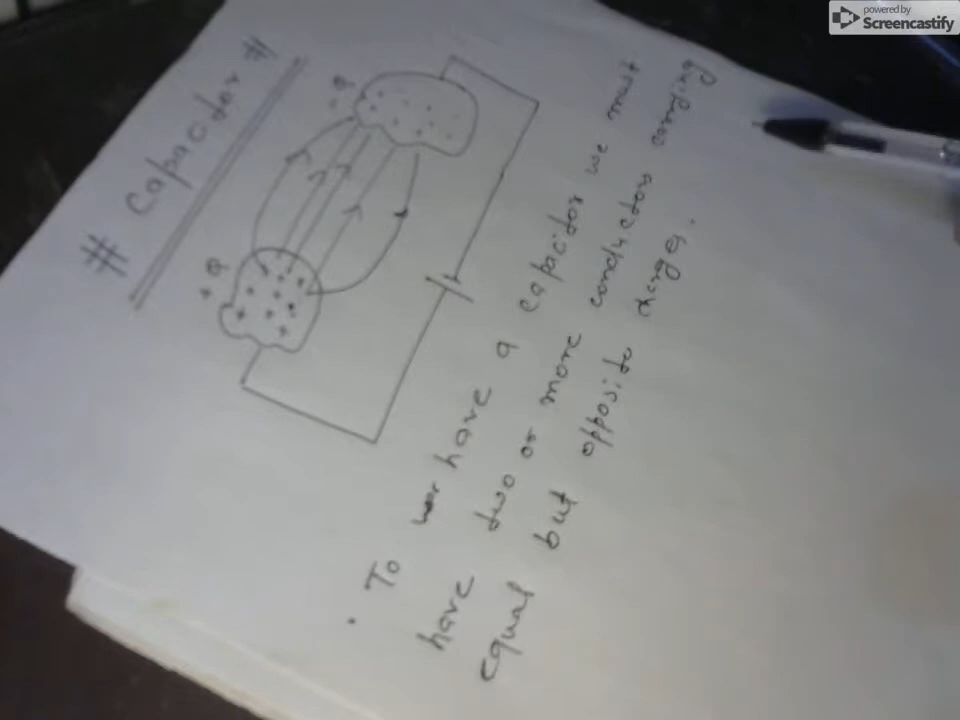 # Capacitor #
- Q
+ Q
• To have a capacitor we must
have two or more conductors carrying
equal but opposite charges.
powered by
Screencastify